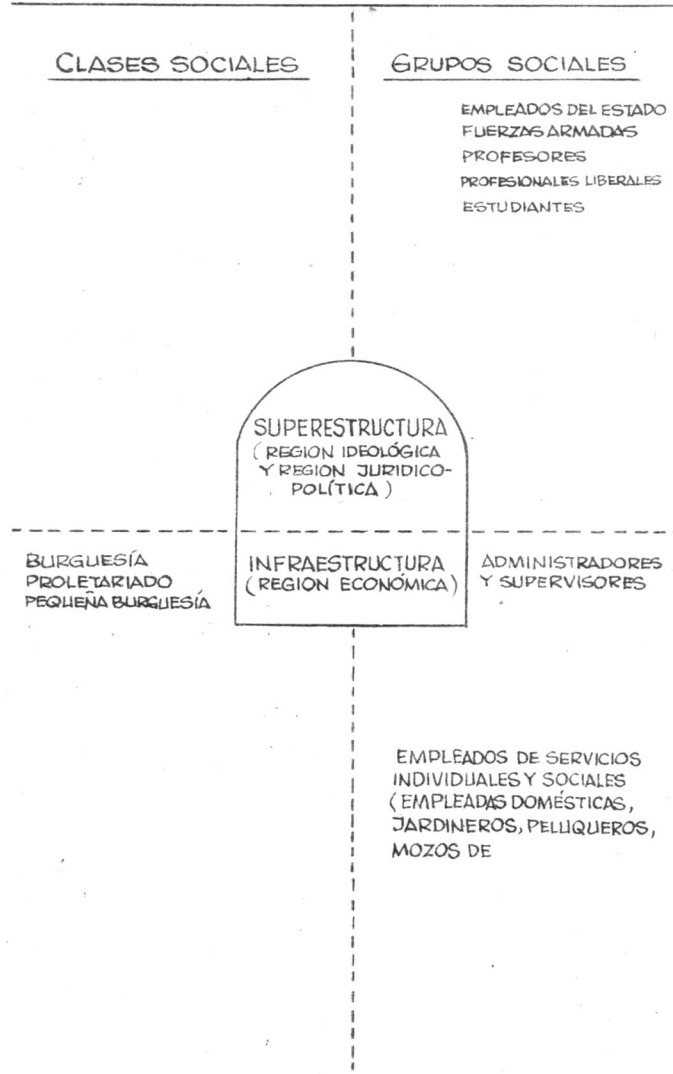 CLASES SOCIALES
GRUPOS SOCIALES
EMPLEADOS DEL ESTADO
FUERZAS ARMADAS
PROFESORES
PROFESIONALES LIBERALES
ESTUDIANTES
SUPERESTRUCTURA
(REGION IDEOLÓGICA
Y REGION JURIDICO-
POLÍTICA)
BURGUESÍA
PROLETARIADO
PEQUEÑA BURGUESÍA
INFRAESTRUCTURA
(REGION ECONÓMICA)
ADMINISTRADORES
Y SUPERVISORES
EMPLEADOS DE SERVICIOS
INDIVIDUALES Y SOCIALES
(EMPLEADAS DOMÉSTICAS,
JARDINEROS, PELUQUEROS,
MOZOS DE